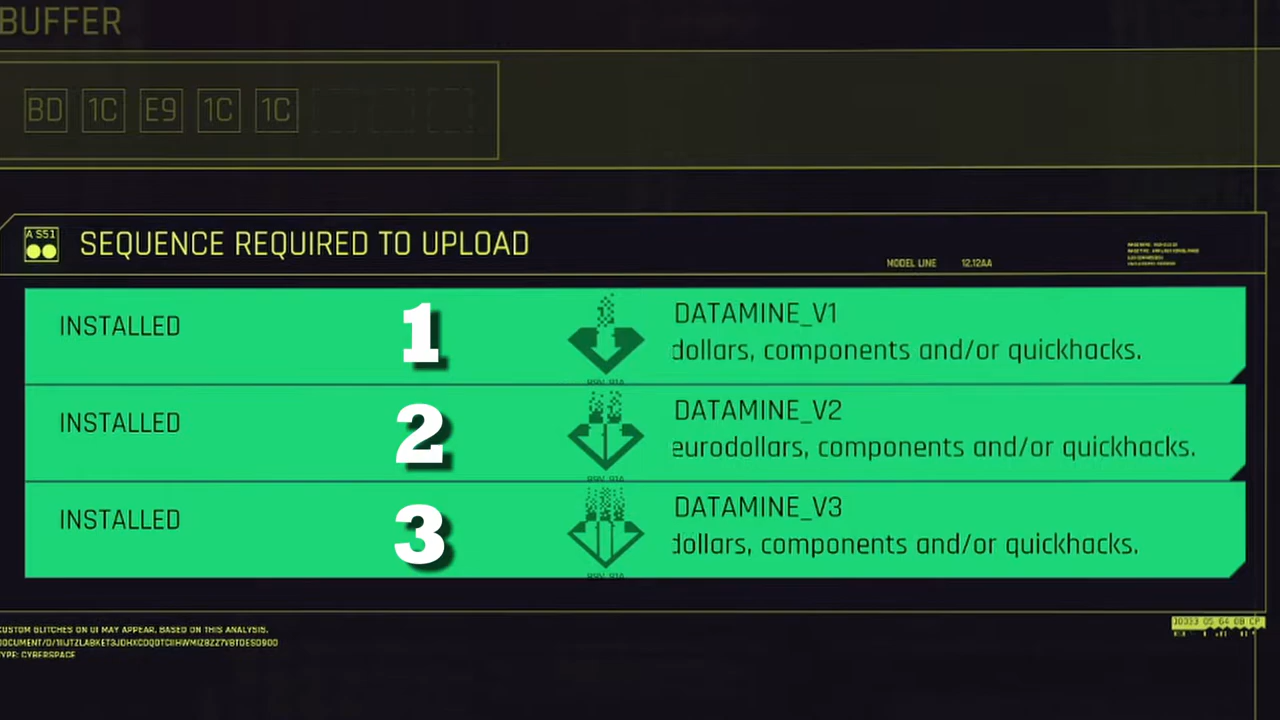 BUFFER
BD 1C E9 1C 1C
SEQUENCE REQUIRED TO UPLOAD
MODEL LINE 12.12AA
INSTALLED
1
DATAMINE_V1
dollars, components and/or quickhacks.
INSTALLED
2
DATAMINE_V2
eurodollars, components and/or quickhacks.
INSTALLED
3
DATAMINE_V3
dollars, components and/or quickhacks.
CUSTOM GLITCHES ON UI MAY APPEAR, BASED ON THIS ANALYSIS.
TYPE: CYBERSPACE